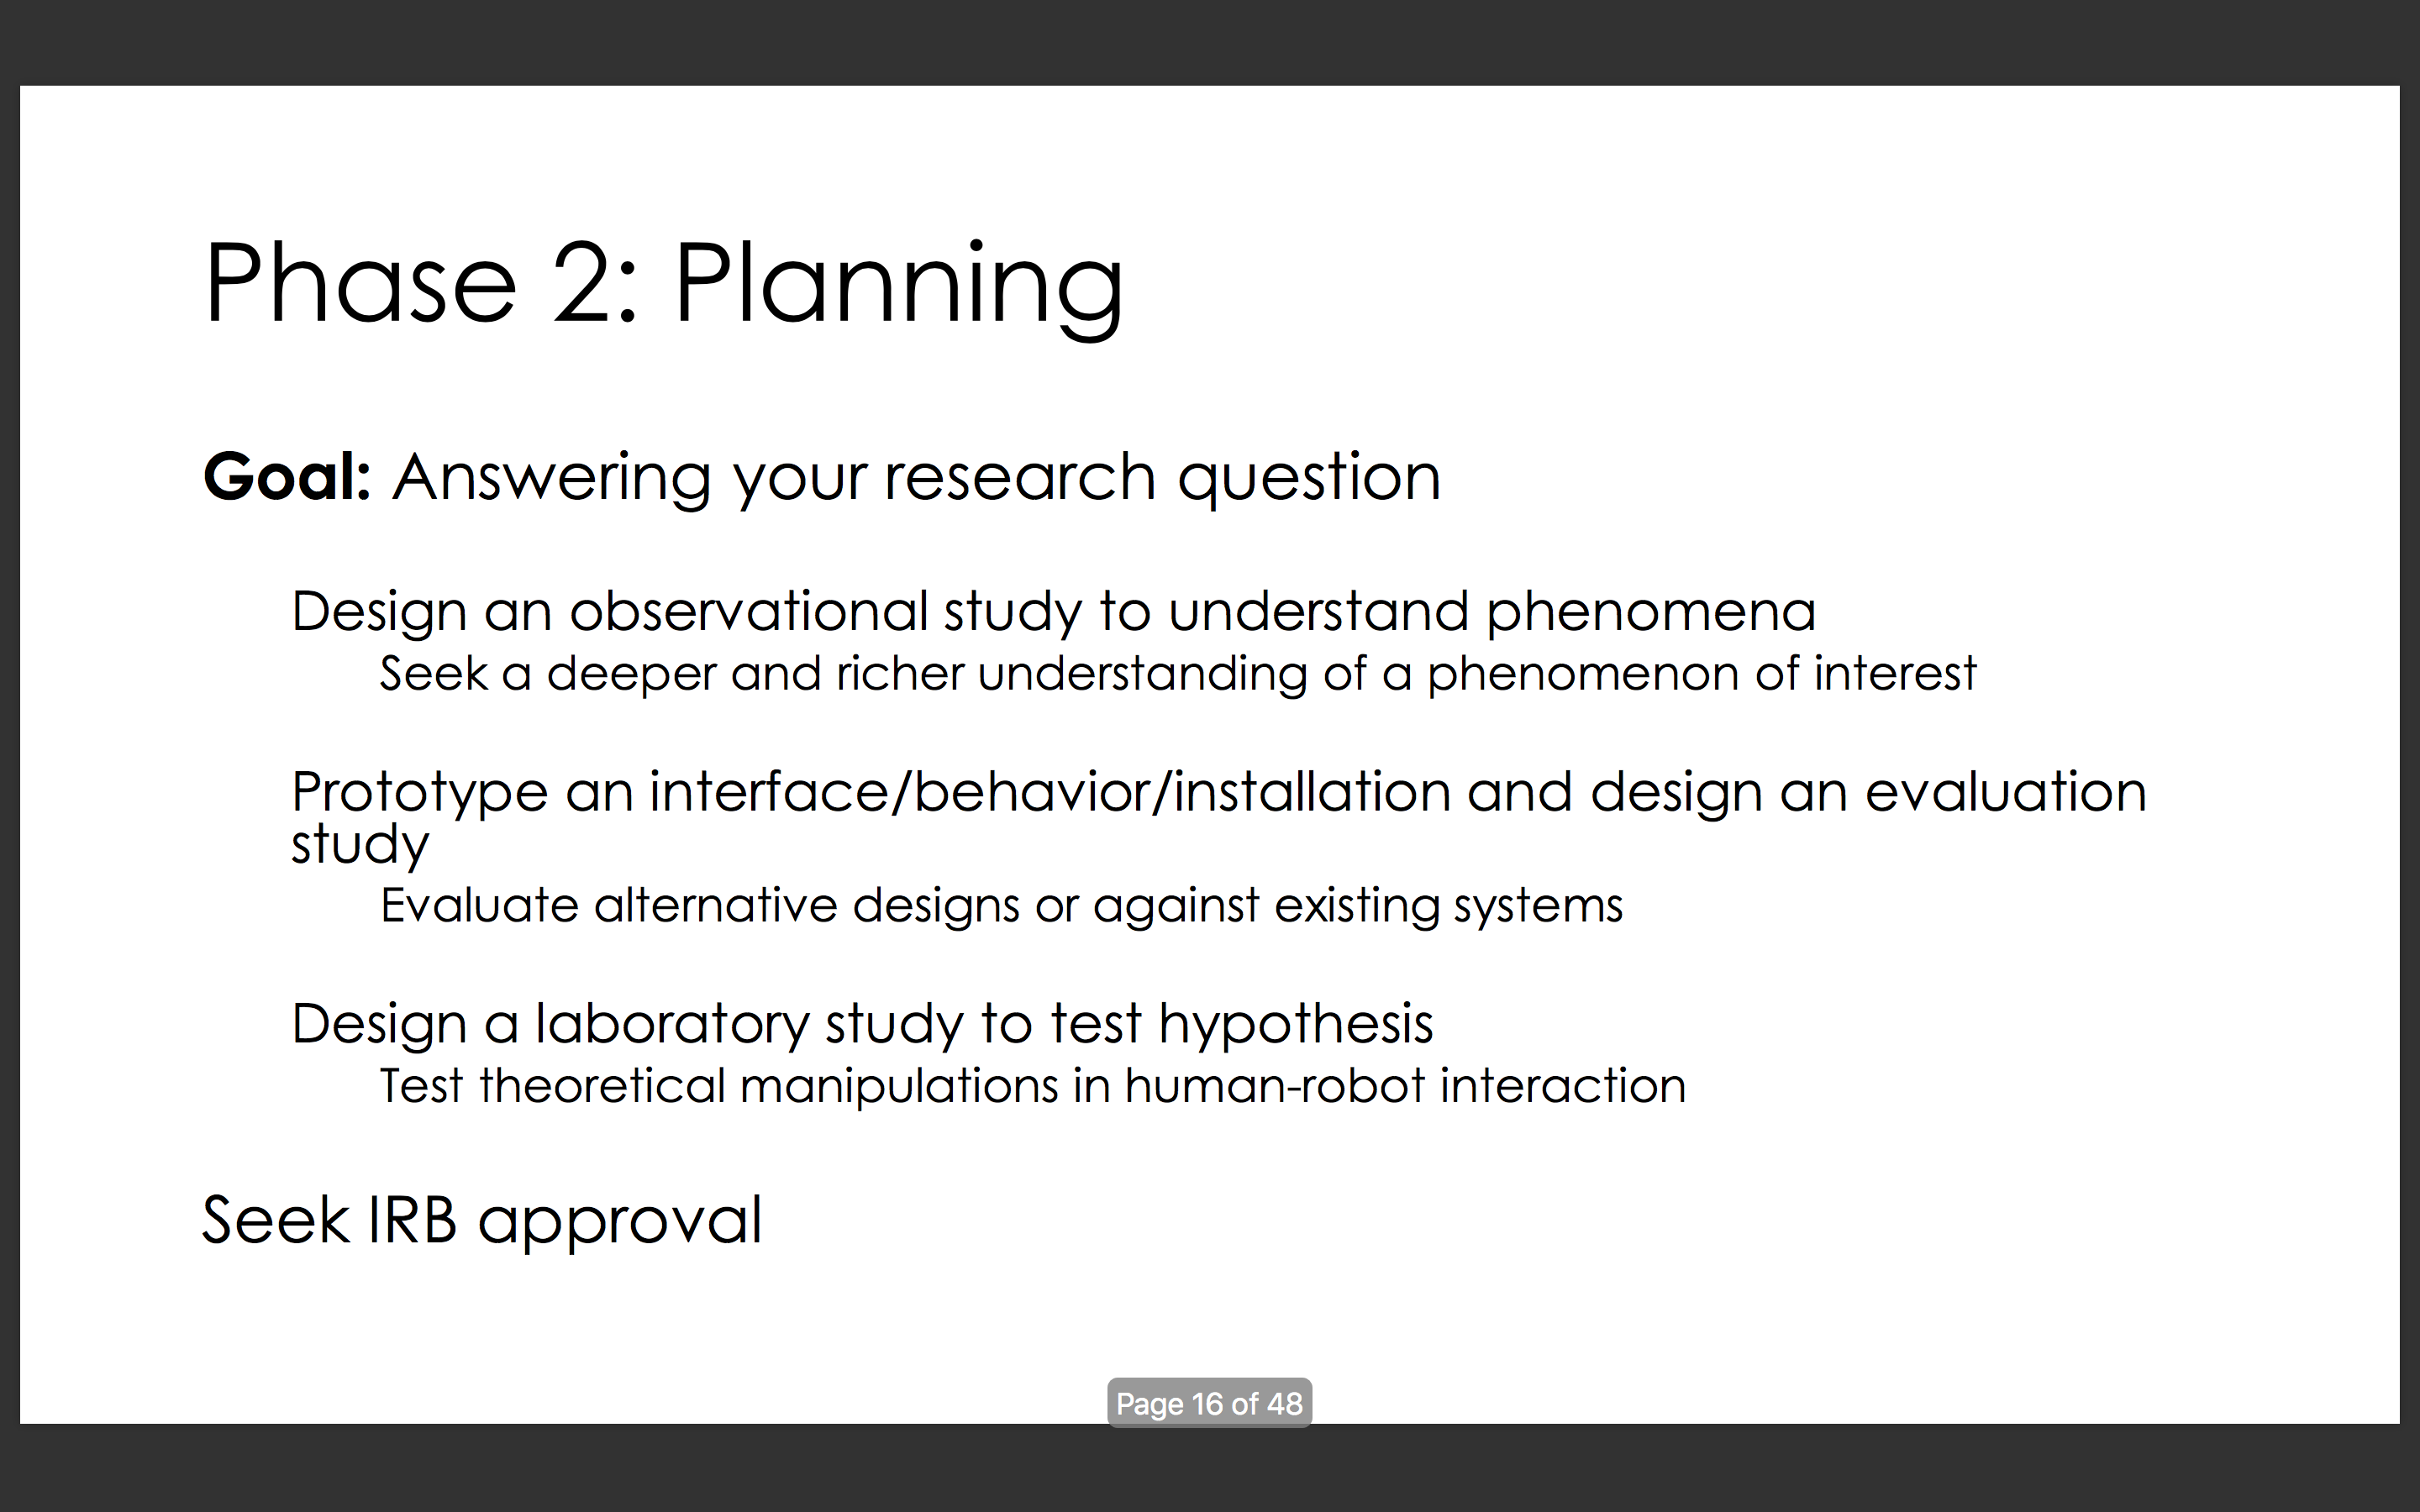 Phase 2: Planning
Goal: Answering your research question
Design an observational study to understand phenomena
Seek a deeper and richer understanding of a phenomenon of interest
Prototype an interface/behavior/installation and design an evaluation
study
Evaluate alternative designs or against existing systems
Design a laboratory study to test hypothesis
Test theoretical manipulations in human-robot interaction
Seek IRB approval
Page 16 of 48